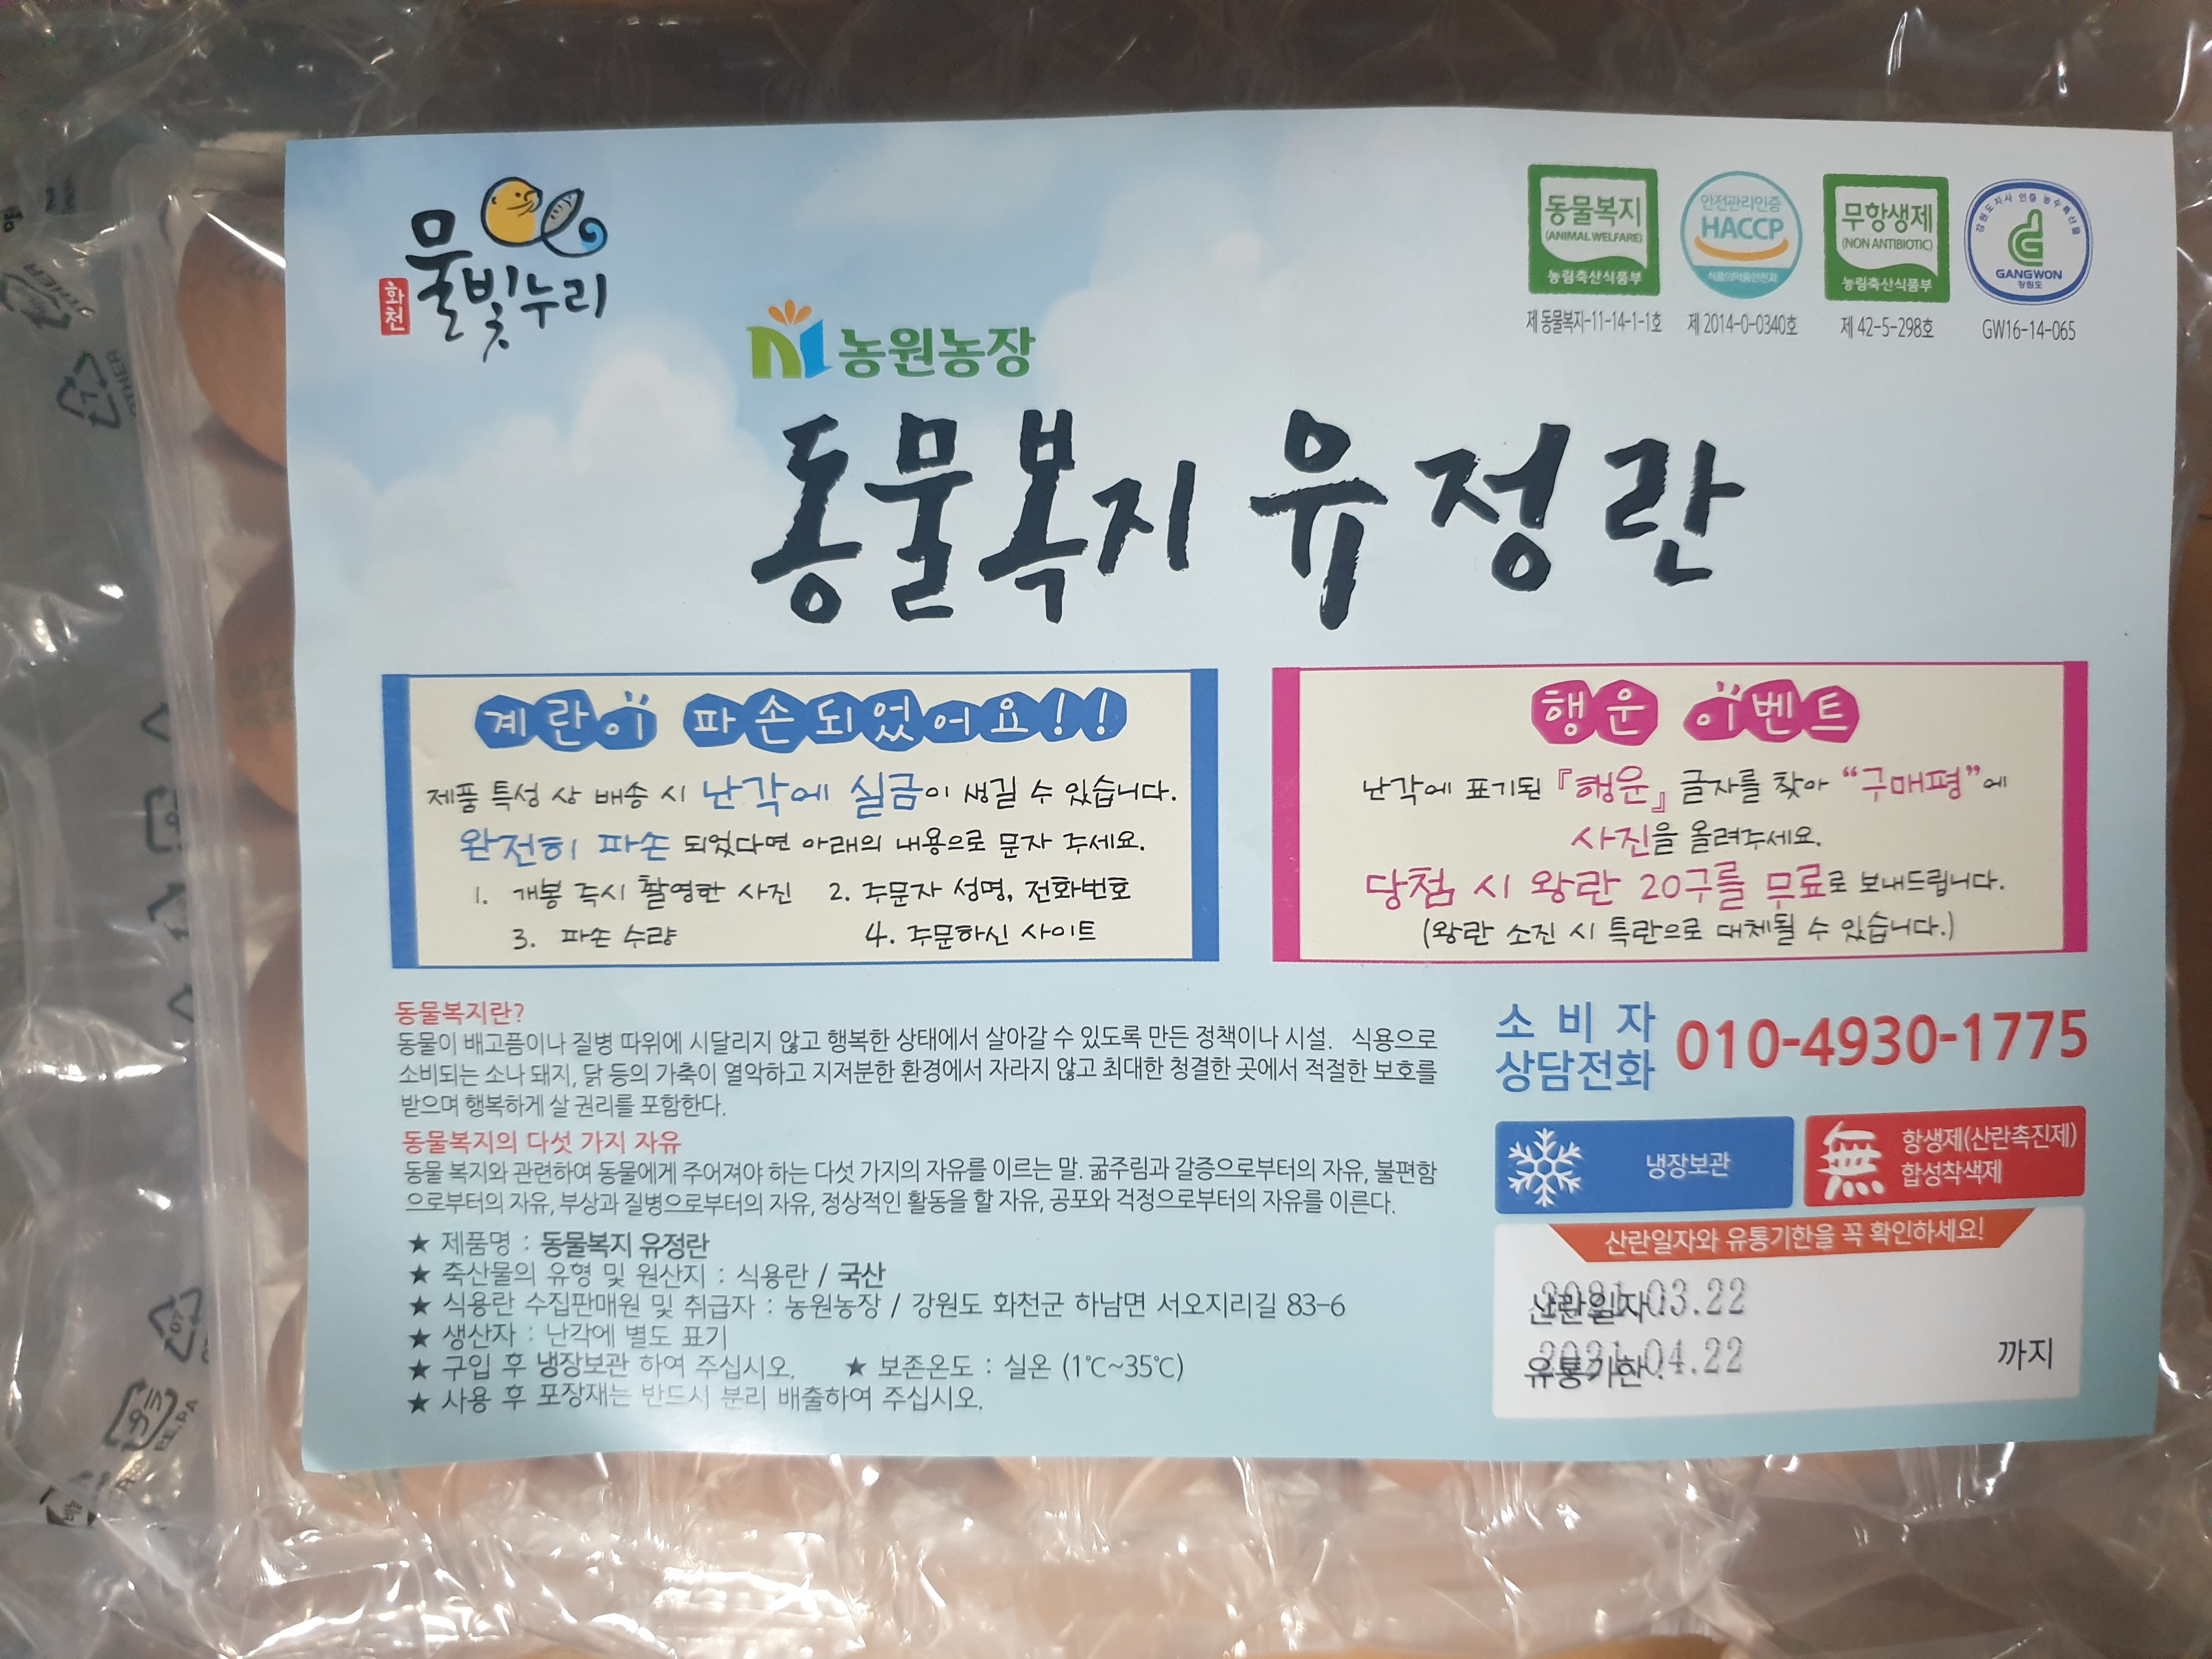 화천
물빛누리
농원농장
동물복지
(ANIMAL WELFARE)
농림축산식품부
제 동물복지-11-14-1-1호
안전관리인증
HACCP
식품의약품안전처
제 2014-0-0340호
무항생제
(NON ANTIBIOTIC)
농림축산식품부
제 42-5-298호
강원도지사 인증 농수특산물
GANGWON
강원도
GW16-14-065
동물복지 유정란
계란이 파손되었어요!!
제품 특성 상 배송 시 난각에 실금이 생길 수 있습니다.
완전히 파손 되었다면 아래의 내용으로 문자 주세요.
1. 개봉 즉시 촬영한 사진 2. 주문자 성명, 전화번호
3. 파손 수량 4. 주문하신 사이트
행운 이벤트
난각에 표기된 『행운』 글자를 찾아 “구매평”에
사진을 올려주세요.
당첨 시 왕란 20구를 무료로 보내드립니다.
(왕란 소진 시 특란으로 대체될 수 있습니다.)
동물복지란?
동물이 배고픔이나 질병 따위에 시달리지 않고 행복한 상태에서 살아갈 수 있도록 만든 정책이나 시설. 식용으로
소비되는 소나 돼지, 닭 등의 가축이 열악하고 지저분한 환경에서 자라지 않고 최대한 청결한 곳에서 적절한 보호를
받으며 행복하게 살 권리를 포함한다.
동물복지의 다섯 가지 자유
동물 복지와 관련하여 동물에게 주어져야 하는 다섯 가지의 자유를 이르는 말. 굶주림과 갈증으로부터의 자유, 불편함
으로부터의 자유, 부상과 질병으로부터의 자유, 정상적인 활동을 할 자유, 공포와 걱정으로부터의 자유를 이른다.
★ 제품명 : 동물복지 유정란
★ 축산물의 유형 및 원산지 : 식용란 / 국산
★ 식용란 수집판매원 및 취급자 : 농원농장 / 강원도 화천군 하남면 서오지리길 83-6
★ 생산자 : 난각에 별도 표기
★ 구입 후 냉장보관 하여 주십시오. ★ 보존온도 : 실온 (1℃~35℃)
★ 사용 후 포장재는 반드시 분리 배출하여 주십시오.
소비자
상담전화 010-4930-1775
냉장보관
無 항생제(산란촉진제)
합성착색제
산란일자와 유통기한을 꼭 확인하세요!
산란일자 : 2021.03.22
유통기한 : 2021.04.22 까지
OTHER